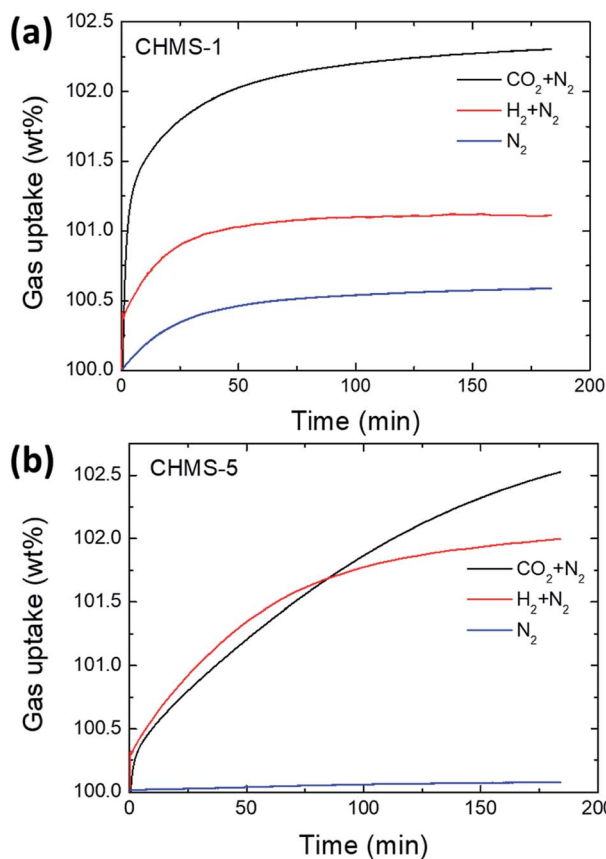 (a)
CHMS-1
CO₂+N₂
H₂+N₂
N₂
Gas uptake (wt%)
102.5
102.0
101.5
101.0
100.5
100.0
0 50 100 150 200
Time (min)
(b)
CHMS-5
CO₂+N₂
H₂+N₂
N₂
Gas uptake (wt%)
102.5
102.0
101.5
101.0
100.5
100.0
0 50 100 150 200
Time (min)